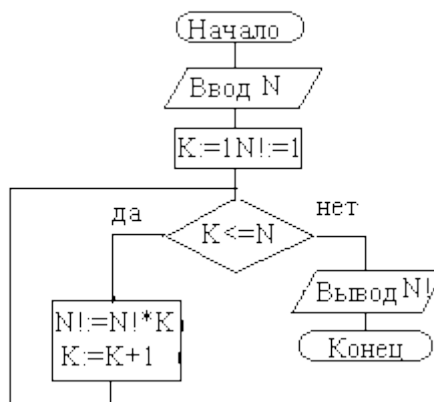 Начало
Ввод N
K:=1N!:=1
K<=N
да
нет
N!:=N!*K
K:=K+1
Вывод N!
Конец